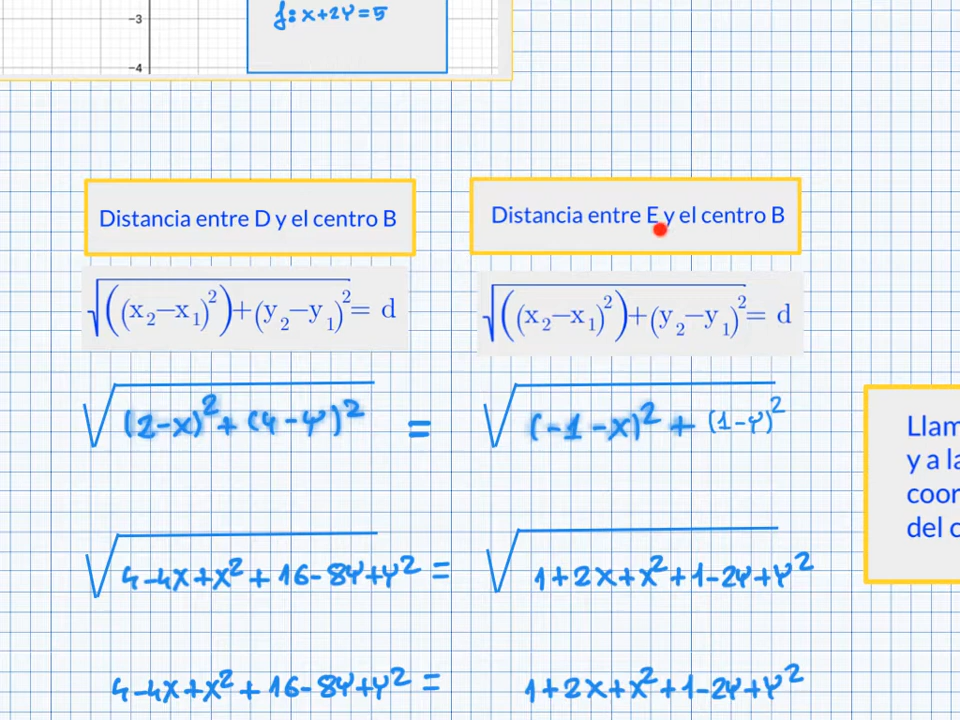 -3
f: x+2y=5
-4
Distancia entre D y el centro B
Distancia entre E y el centro B
√((x₂−x₁)²)+(y₂−y₁)² = d
√((x₂−x₁)²)+(y₂−y₁)² = d
√(2-x)²+(4-y)² = √(-1-x)²+(1-y)²
Llam
y a la
coor
del c
√4-4x+x²+16-8y+y² = √1+2x+x²+1-2y+y²
4-4x+x²+16-8y+y² = 1+2x+x²+1-2y+y²